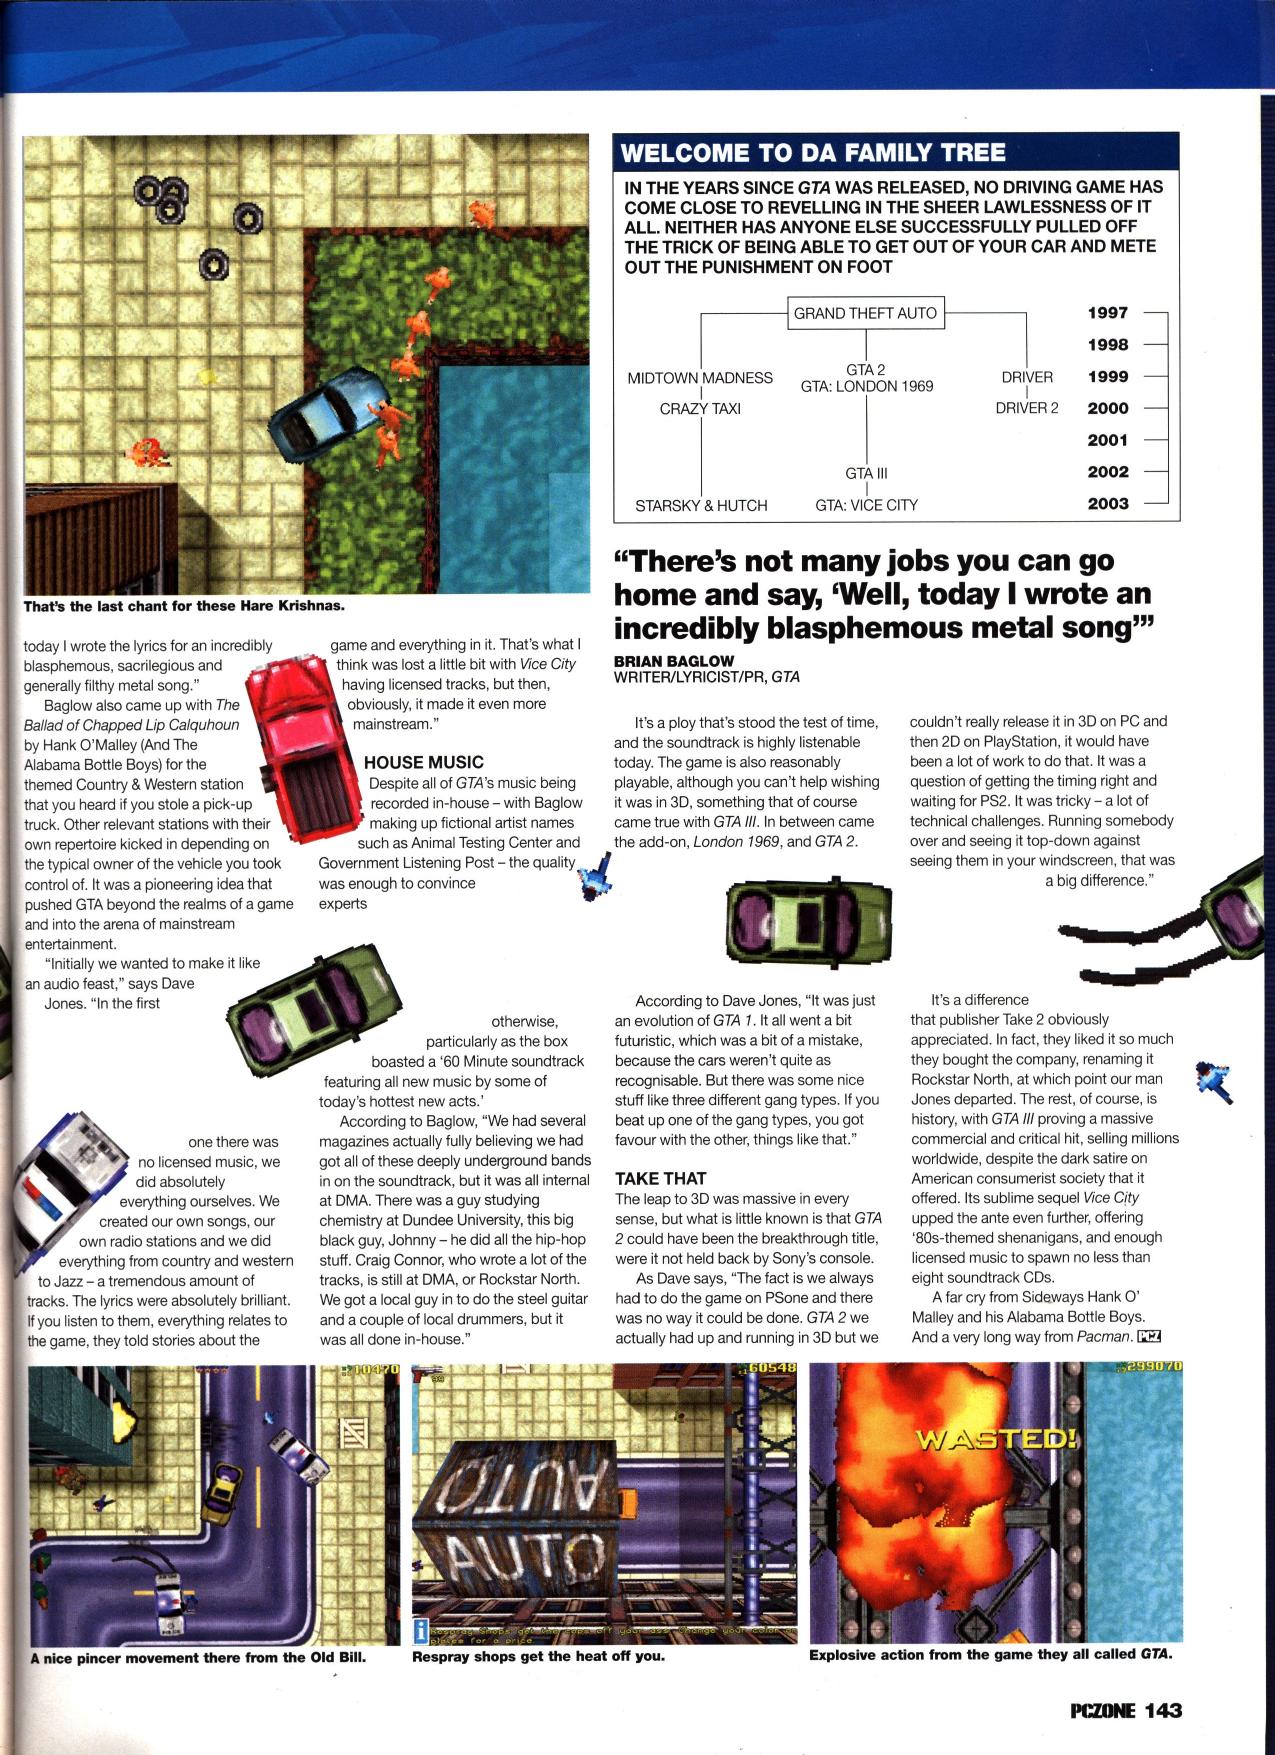 WELCOME TO DA FAMILY TREE
IN THE YEARS SINCE GTA WAS RELEASED, NO DRIVING GAME HAS
COME CLOSE TO REVELLING IN THE SHEER LAWLESSNESS OF IT
ALL. NEITHER HAS ANYONE ELSE SUCCESSFULLY PULLED OFF
THE TRICK OF BEING ABLE TO GET OUT OF YOUR CAR AND METE
OUT THE PUNISHMENT ON FOOT
GRAND THEFT AUTO 1997
1998
GTA 2
MIDTOWN MADNESS GTA: LONDON 1969 DRIVER 1999
CRAZY TAXI DRIVER 2 2000
2001
GTA III 2002
STARSKY & HUTCH GTA: VICE CITY 2003
That's the last chant for these Hare Krishnas.
“There’s not many jobs you can go
home and say, ‘Well, today I wrote an
incredibly blasphemous metal song’”
BRIAN BAGLOW
WRITER/LYRICIST/PR, GTA
today I wrote the lyrics for an incredibly
blasphemous, sacrilegious and
generally filthy metal song.”
Baglow also came up with The
Ballad of Chapped Lip Calquhoun
by Hank O’Malley (And The
Alabama Bottle Boys) for the
themed Country & Western station
that you heard if you stole a pick-up
truck. Other relevant stations with their
own repertoire kicked in depending on
the typical owner of the vehicle you took
control of. It was a pioneering idea that
pushed GTA beyond the realms of a game
and into the arena of mainstream
entertainment.
“Initially we wanted to make it like
an audio feast,” says Dave
Jones. “In the first
one there was
no licensed music, we
did absolutely
everything ourselves. We
created our own songs, our
own radio stations and we did
everything from country and western
to Jazz – a tremendous amount of
tracks. The lyrics were absolutely brilliant.
If you listen to them, everything relates to
the game, they told stories about the
game and everything in it. That’s what I
think was lost a little bit with Vice City
having licensed tracks, but then,
obviously, it made it even more
mainstream.”
HOUSE MUSIC
Despite all of GTA’s music being
recorded in-house – with Baglow
making up fictional artist names
such as Animal Testing Center and
Government Listening Post – the quality
was enough to convince
experts
otherwise,
particularly as the box
boasted a ‘60 Minute soundtrack
featuring all new music by some of
today’s hottest new acts.’
According to Baglow, “We had several
magazines actually fully believing we had
got all of these deeply underground bands
in on the soundtrack, but it was all internal
at DMA. There was a guy studying
chemistry at Dundee University, this big
black guy, Johnny – he did all the hip-hop
stuff. Craig Connor, who wrote a lot of the
tracks, is still at DMA, or Rockstar North.
We got a local guy in to do the steel guitar
and a couple of local drummers, but it
was all done in-house.”
It’s a ploy that’s stood the test of time,
and the soundtrack is highly listenable
today. The game is also reasonably
playable, although you can’t help wishing
it was in 3D, something that of course
came true with GTA III. In between came
the add-on, London 1969, and GTA 2.
According to Dave Jones, “It was just
an evolution of GTA 1. It all went a bit
futuristic, which was a bit of a mistake,
because the cars weren’t quite as
recognisable. But there was some nice
stuff like three different gang types. If you
beat up one of the gang types, you got
favour with the other, things like that.”
TAKE THAT
The leap to 3D was massive in every
sense, but what is little known is that GTA
2 could have been the breakthrough title,
were it not held back by Sony’s console.
As Dave says, “The fact is we always
had to do the game on PSone and there
was no way it could be done. GTA 2 we
actually had up and running in 3D but we
couldn’t really release it in 3D on PC and
then 2D on PlayStation, it would have
been a lot of work to do that. It was a
question of getting the timing right and
waiting for PS2. It was tricky – a lot of
technical challenges. Running somebody
over and seeing it top-down against
seeing them in your windscreen, that was
a big difference.”
It’s a difference
that publisher Take 2 obviously
appreciated. In fact, they liked it so much
they bought the company, renaming it
Rockstar North, at which point our man
Jones departed. The rest, of course, is
history, with GTA III proving a massive
commercial and critical hit, selling millions
worldwide, despite the dark satire on
American consumerist society that it
offered. Its sublime sequel Vice City
upped the ante even further, offering
‘80s-themed shenanigans, and enough
licensed music to spawn no less than
eight soundtrack CDs.
A far cry from Sideways Hank O’
Malley and his Alabama Bottle Boys.
And a very long way from Pacman. PCZ
10470
60548
AUTO
AUTO
Respray shops get the cops off your ass. Change your color an
plates for a price.
299070
WASTED!
A nice pincer movement there from the Old Bill.
Respray shops get the heat off you.
Explosive action from the game they all called GTA.
PCZONE 143